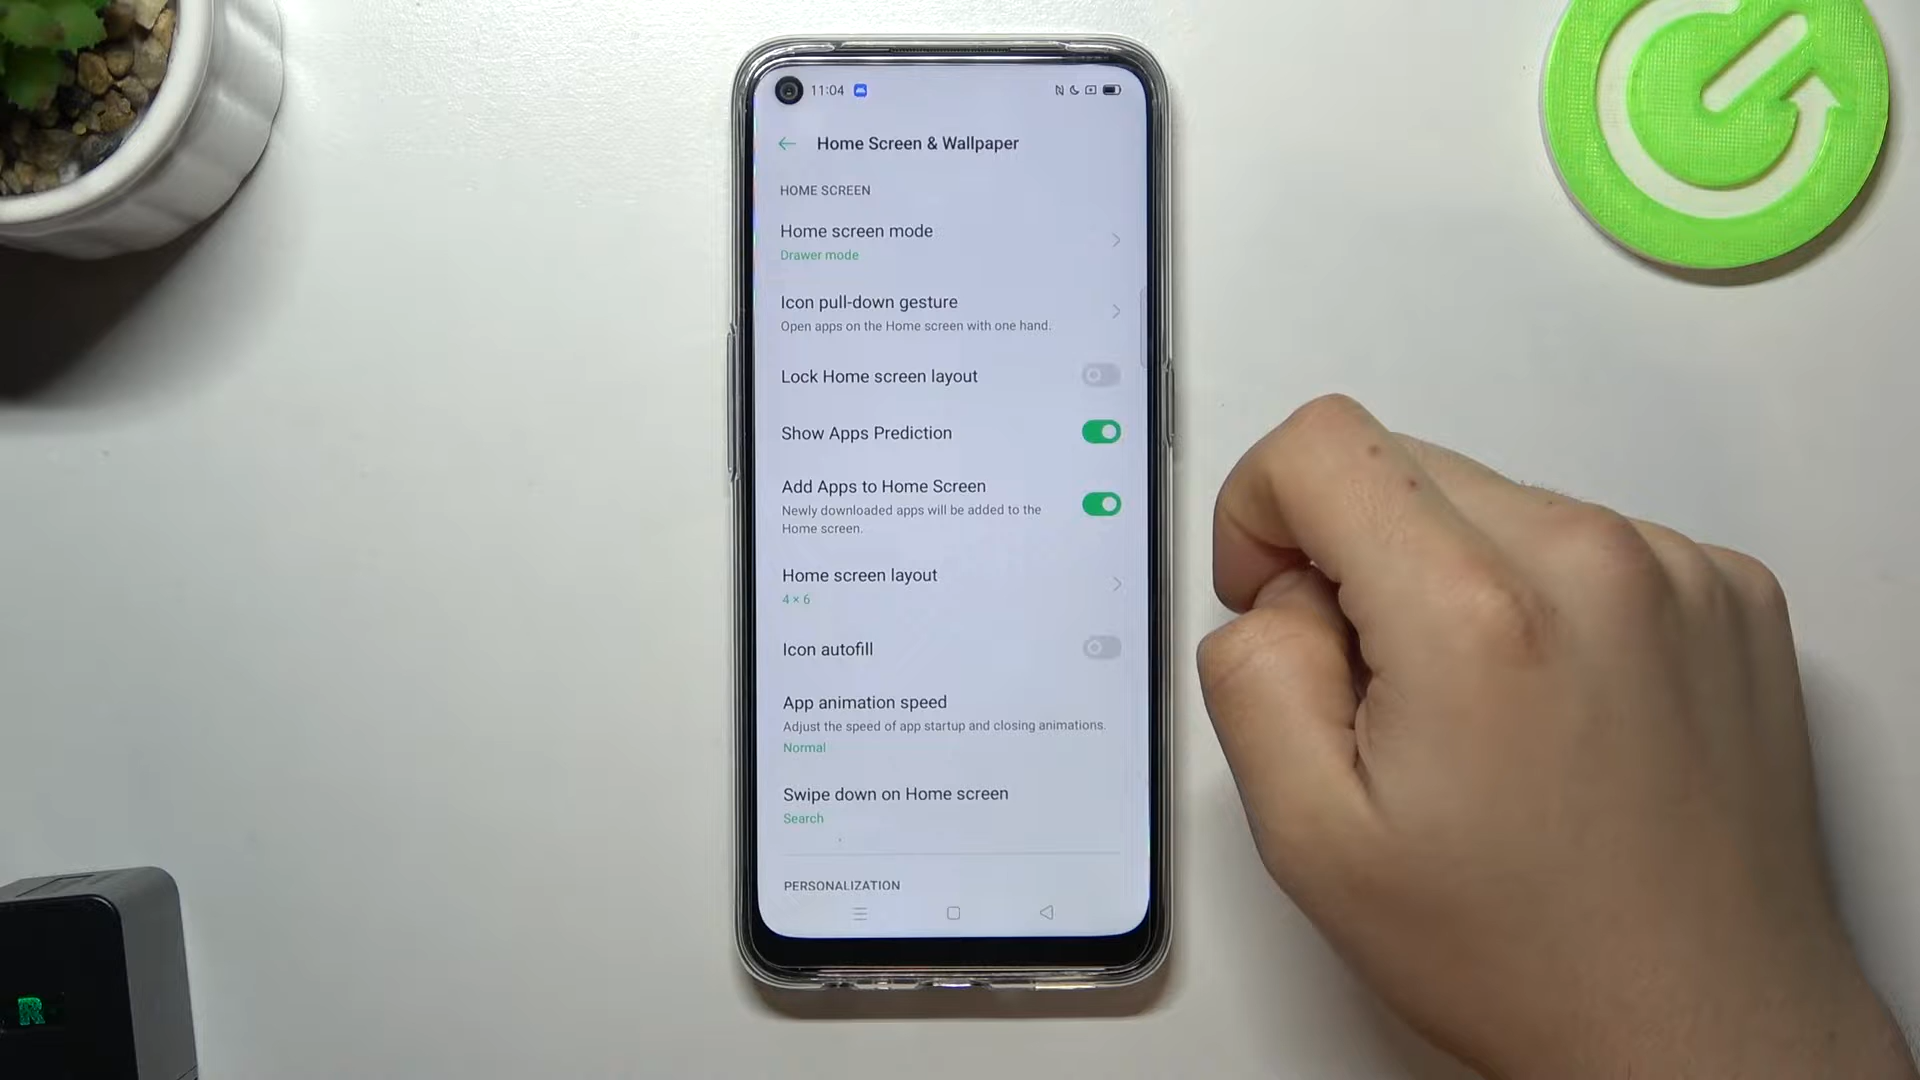 11:04
Home Screen & Wallpaper
HOME SCREEN
Home screen mode
Drawer mode
Icon pull-down gesture
Open apps on the Home screen with one hand.
Lock Home screen layout
Show Apps Prediction
Add Apps to Home Screen
Newly downloaded apps will be added to the
Home screen.
Home screen layout
4 × 6
Icon autofill
App animation speed
Adjust the speed of app startup and closing animations.
Normal
Swipe down on Home screen
Search
PERSONALIZATION
R